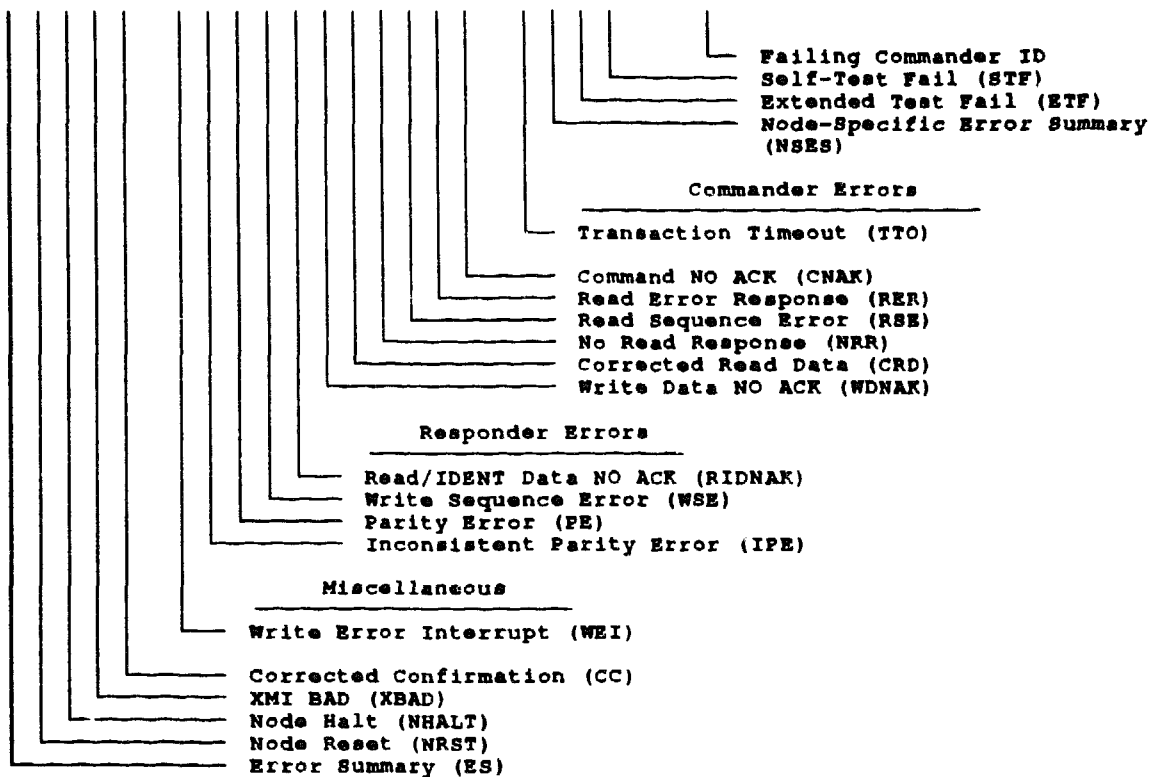 Failing Commander ID
Self-Test Fail (STF)
Extended Test Fail (ETF)
Node-Specific Error Summary
(NSES)
Commander Errors
Transaction Timeout (TTO)
Command NO ACK (CNAK)
Read Error Response (RER)
Read Sequence Error (RSE)
No Read Response (NRR)
Corrected Read Data (CRD)
Write Data NO ACK (WDNAK)
Responder Errors
Read/IDENT Data NO ACK (RIDNAK)
Write Sequence Error (WSE)
Parity Error (PE)
Inconsistent Parity Error (IPE)
Miscellaneous
Write Error Interrupt (WEI)
Corrected Confirmation (CC)
XMI BAD (XBAD)
Node Halt (NHALT)
Node Reset (NRST)
Error Summary (ES)